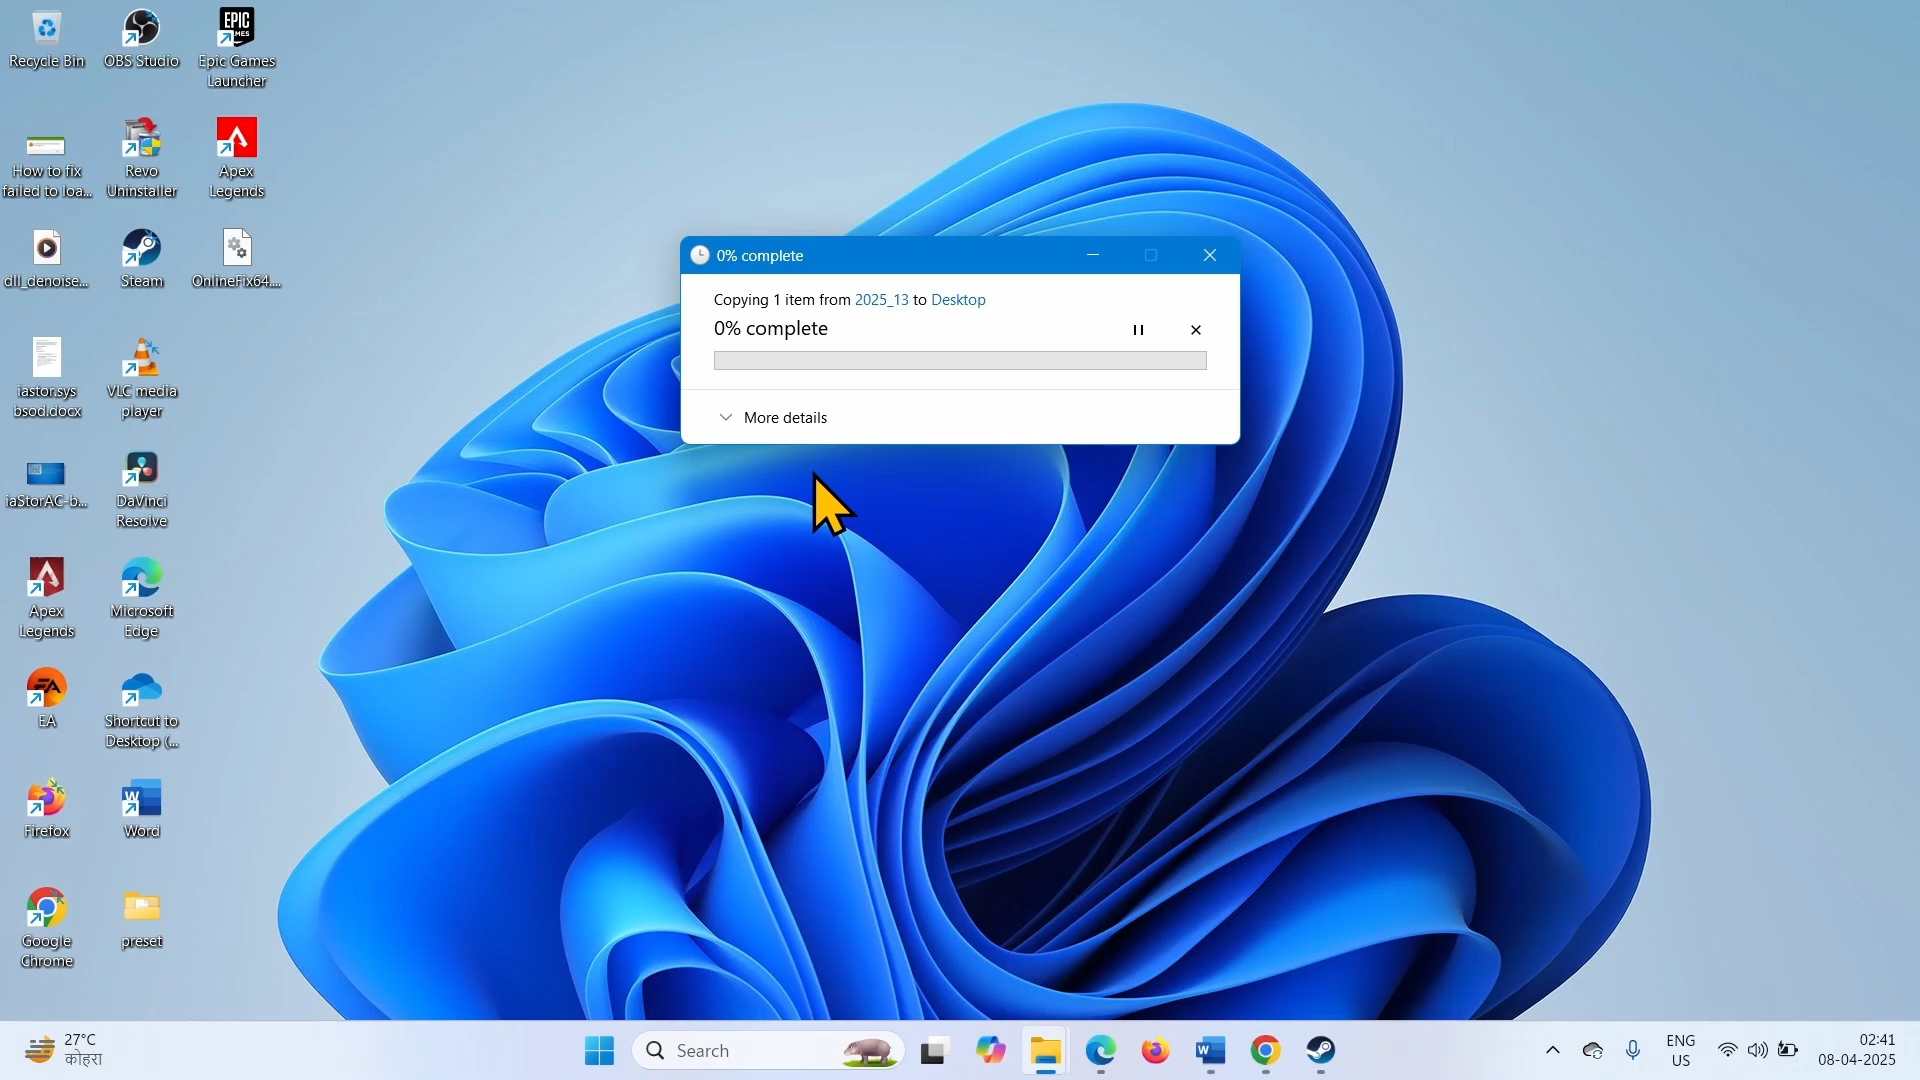 Recycle Bin
OBS Studio
EPIC
GAMES
Epic Games
Launcher
How to fix
failed to loa...
Revo
Uninstaller
Apex
Legends
dll_denoise...
Steam
OnlineFix64....
iastor.sys
bsod.docx
VLC media
player
iaStorAC-b...
DaVinci
Resolve
Apex
Legends
Microsoft
Edge
EA
EA
Shortcut to
Desktop (...
Firefox
W
Word
Google
Chrome
preset
0% complete
Copying 1 item from 2025_13 to Desktop
0% complete
More details
27°C
कोहरा
Search
W
ENG
US
02:41
08-04-2025